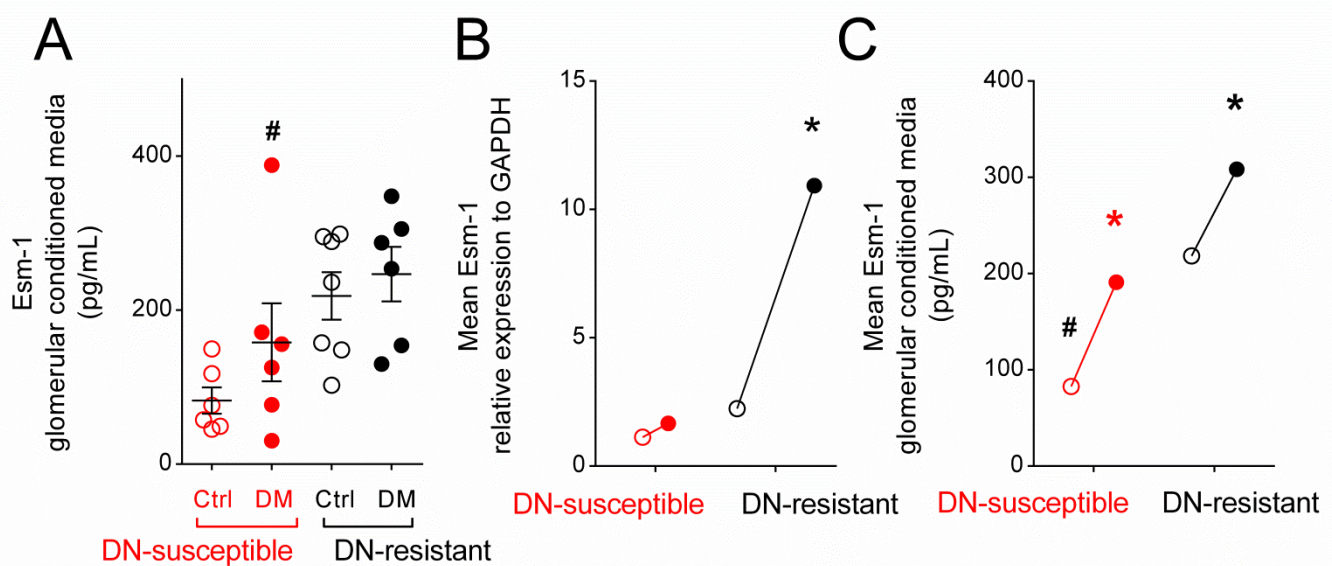 A
Esm-1
glomerular conditioned media
(pg/mL)
400
200
0
#
Ctrl DM Ctrl DM
DN-susceptible DN-resistant
B
Mean Esm-1
relative expression to GAPDH
15
10
5
0
*
DN-susceptible DN-resistant
C
Mean Esm-1
glomerular conditioned media
(pg/mL)
400
300
200
100
0
#
*
*
DN-susceptible DN-resistant